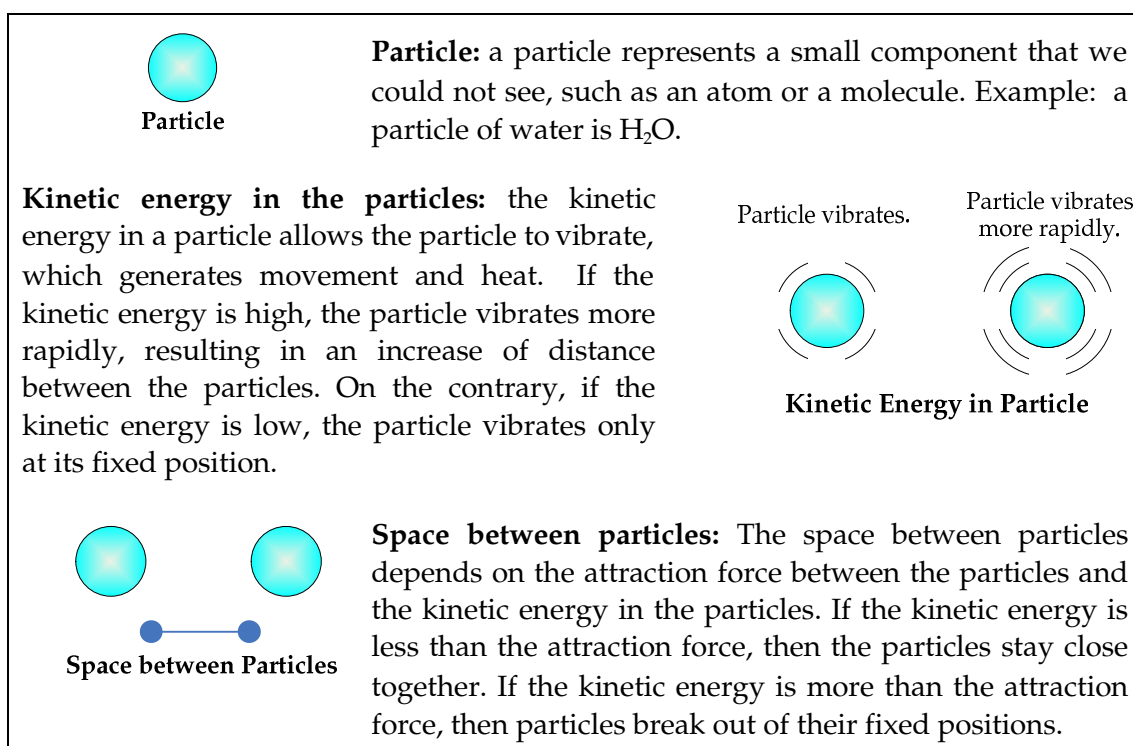 Particle: a particle represents a small component that we
could not see, such as an atom or a molecule. Example: a
particle of water is H₂O.
Particle
Kinetic energy in the particles: the kinetic
energy in a particle allows the particle to vibrate,
which generates movement and heat. If the
kinetic energy is high, the particle vibrates more
rapidly, resulting in an increase of distance
between the particles. On the contrary, if the
kinetic energy is low, the particle vibrates only
at its fixed position.
Particle vibrates.
Particle vibrates
more rapidly.
Kinetic Energy in Particle
Space between Particles
Space between particles: The space between particles
depends on the attraction force between the particles and
the kinetic energy in the particles. If the kinetic energy is
less than the attraction force, then the particles stay close
together. If the kinetic energy is more than the attraction
force, then particles break out of their fixed positions.